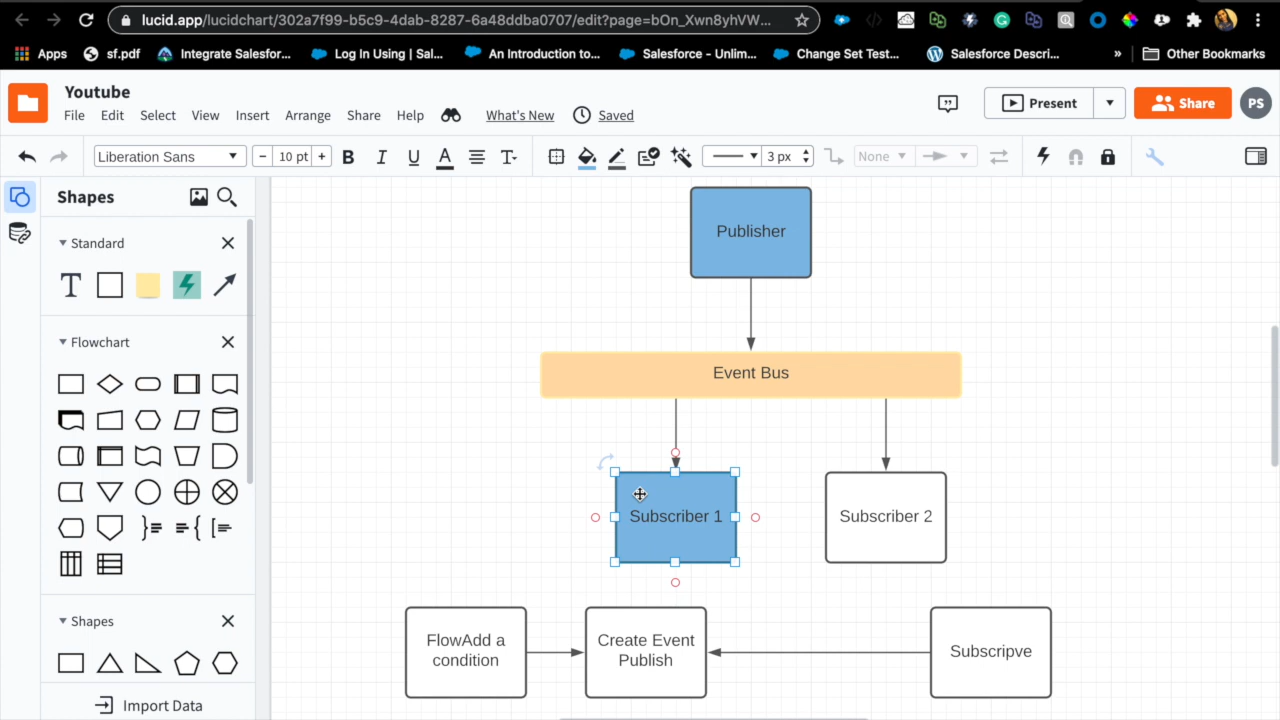 lucid.app/lucidchart/302a7f99-b5c9-4dab-8287-6a48ddba0707/edit?page=bOn_Xwn8yhVW...
Apps
sf.pdf
Integrate Salesfor...
Log In Using | Sal...
An Introduction to...
Salesforce - Unlim...
Change Set Test...
Salesforce Descri...
»
Other Bookmarks
Youtube
File Edit Select View Insert Arrange Share Help What's New Saved
Present
Share
PS
Liberation Sans
− 10 pt +
B I U A T
3 px
None
Shapes
Standard
T
Flowchart
Shapes
Import Data
Publisher
Event Bus
Subscriber 1
Subscriber 2
FlowAdd a
condition
Create Event
Publish
Subscripve